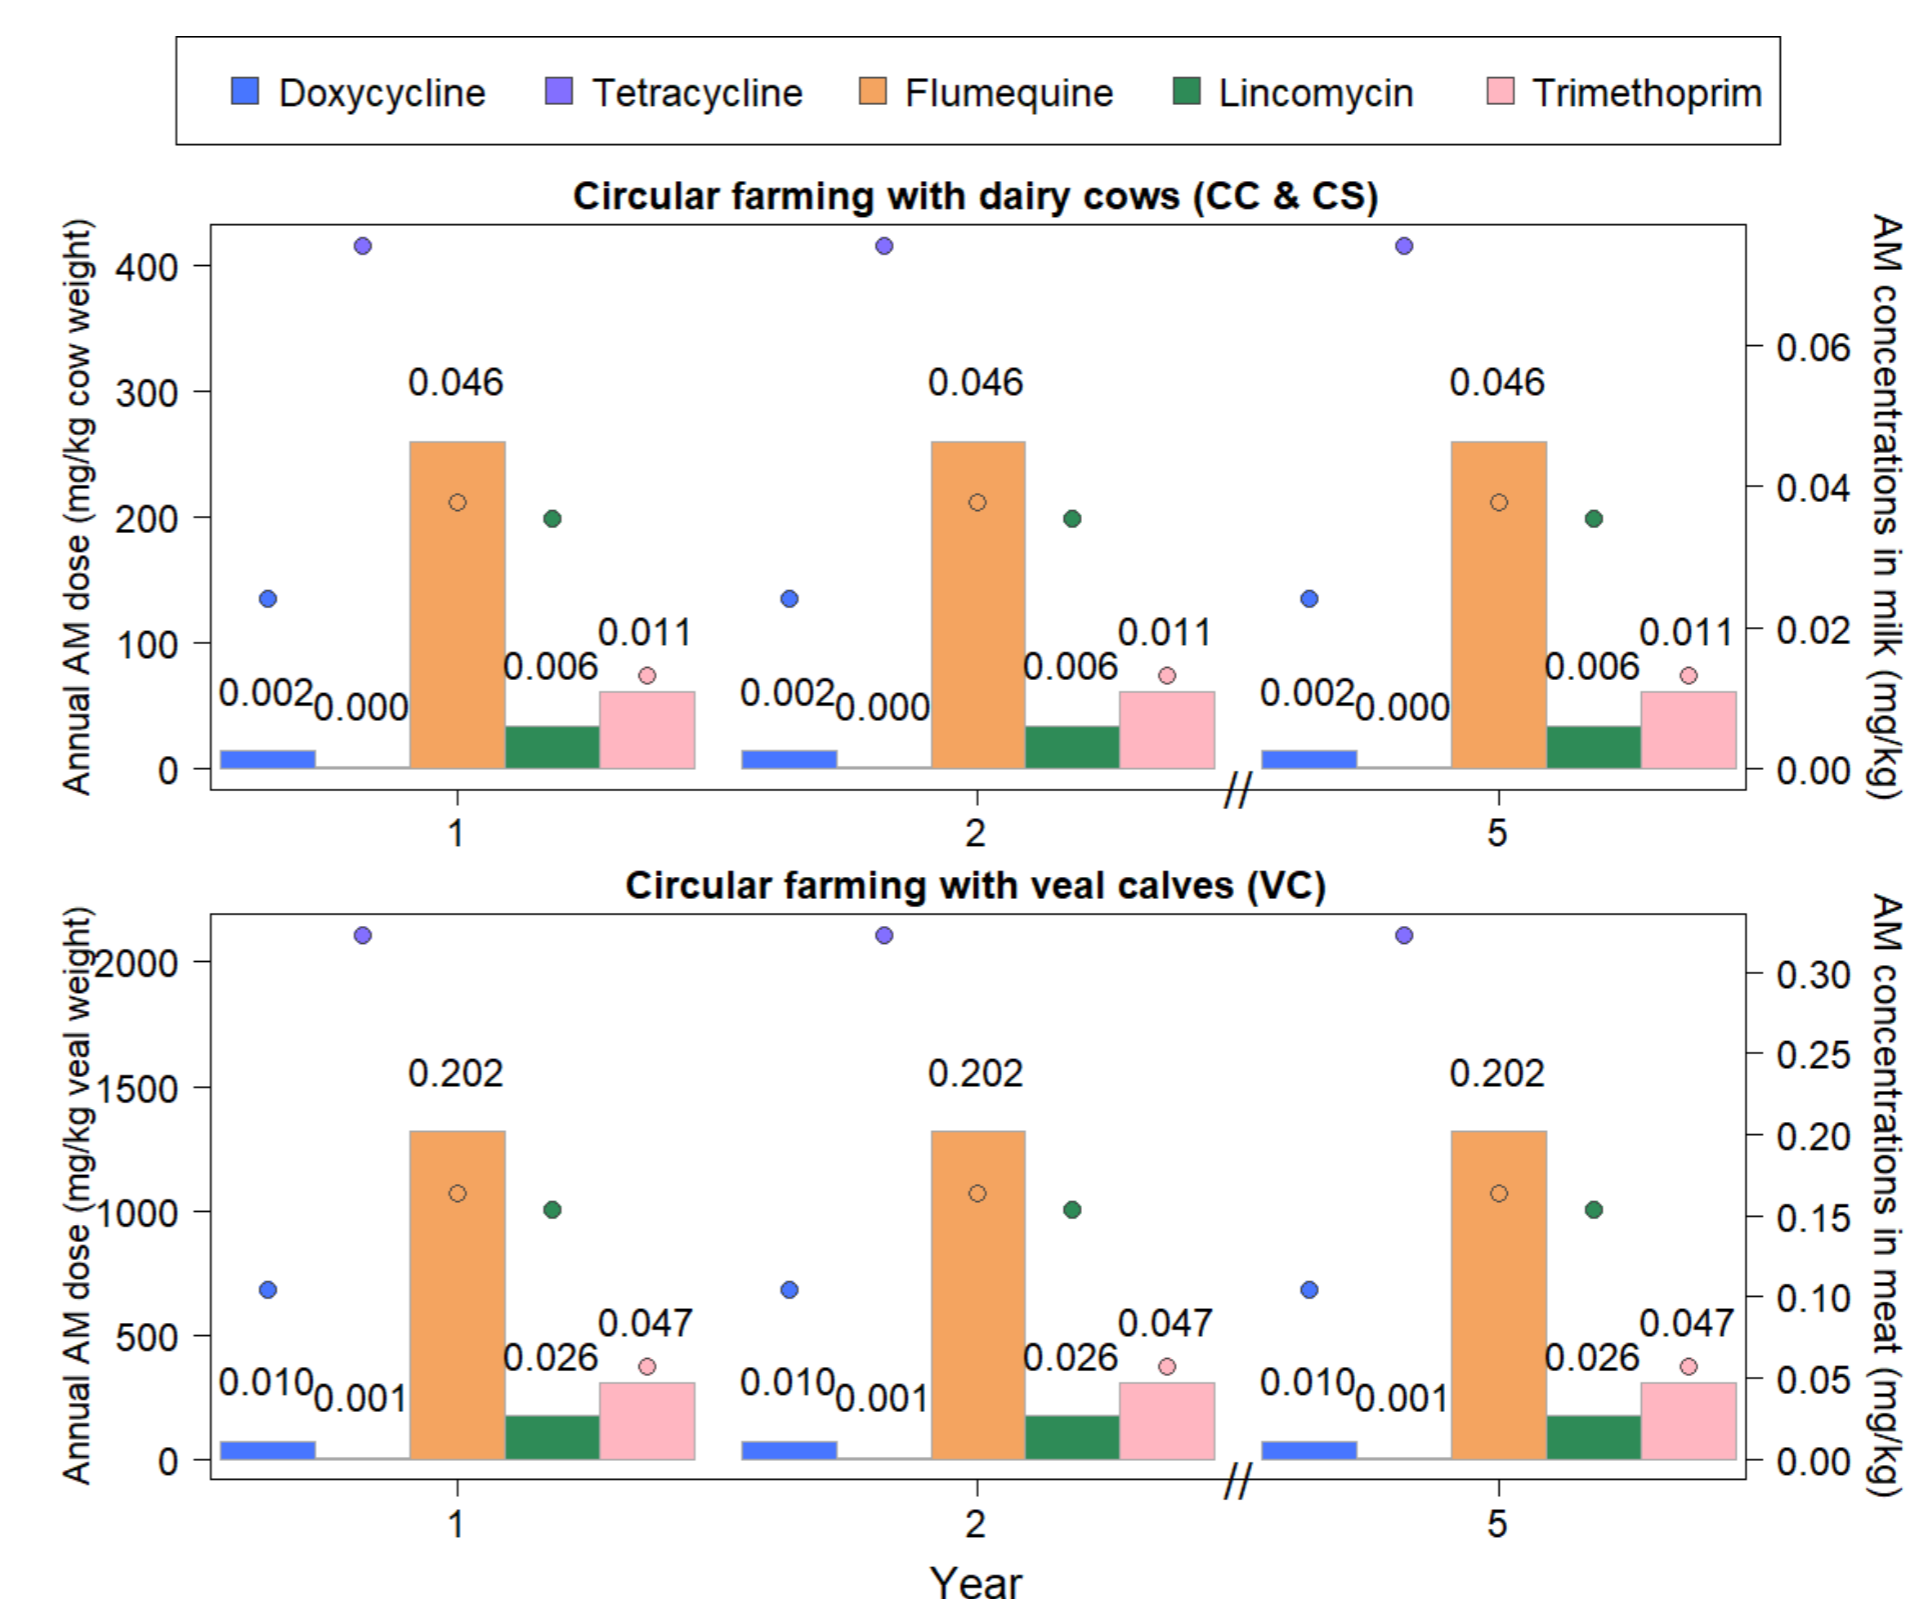 Doxycycline Tetracycline Flumequine Lincomycin Trimethoprim
Circular farming with dairy cows (CC & CS)
Annual AM dose (mg/kg cow weight)
400
300
200
100
0
0.002 0.000 0.046 0.006 0.011
0.002 0.000 0.046 0.006 0.011
0.002 0.000 0.046 0.006 0.011
0.06
0.04
0.02
0.00
AM concentrations in milk (mg/kg)
1 2 // 5
Circular farming with veal calves (VC)
Annual AM dose (mg/kg veal weight)
2000
1500
1000
500
0
0.010 0.001 0.202 0.026 0.047
0.010 0.001 0.202 0.026 0.047
0.010 0.001 0.202 0.026 0.047
0.30
0.25
0.20
0.15
0.10
0.05
0.00
AM concentrations in meat (mg/kg)
1 2 // 5
Year